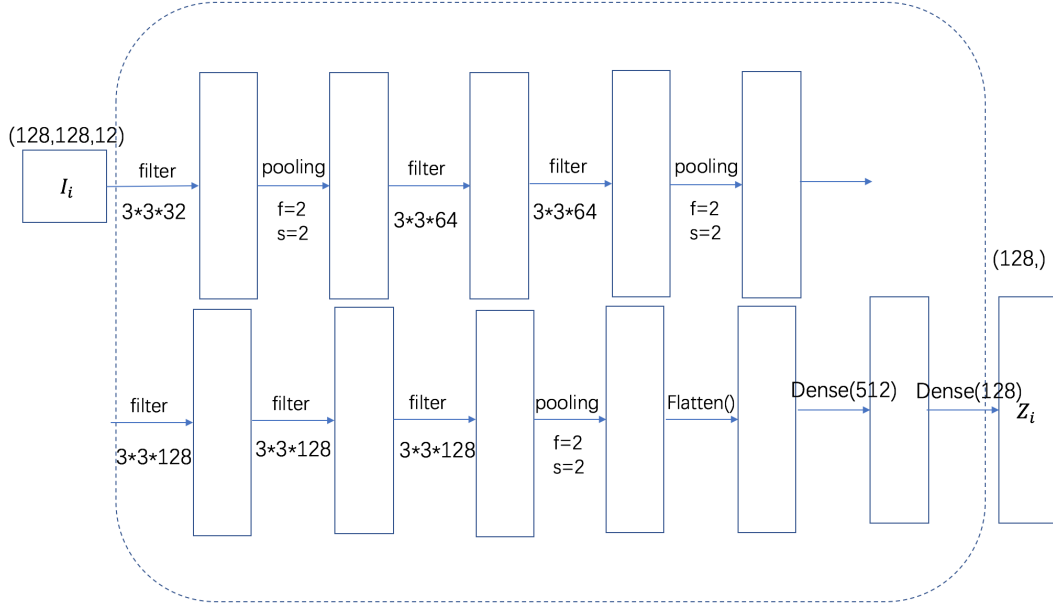 (128,128,12)
I_i
filter
3*3*32
pooling
f=2
s=2
filter
3*3*64
filter
3*3*64
pooling
f=2
s=2
filter
3*3*128
filter
3*3*128
filter
3*3*128
pooling
f=2
s=2
Flatten()
Dense(512)
Dense(128)
(128,)
Z_i